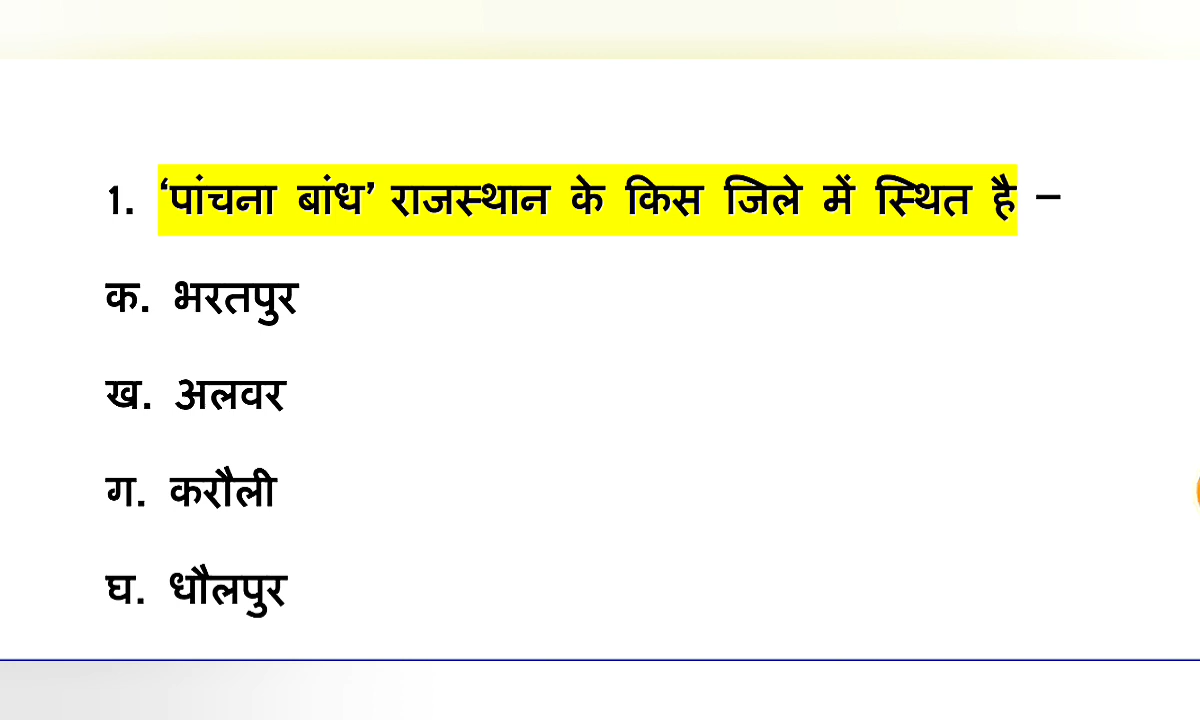 1. ‘पांचना बांध’ राजस्थान के किस जिले में स्थित है –
क. भरतपुर
ख. अलवर
ग. करौली
घ. धौलपुर